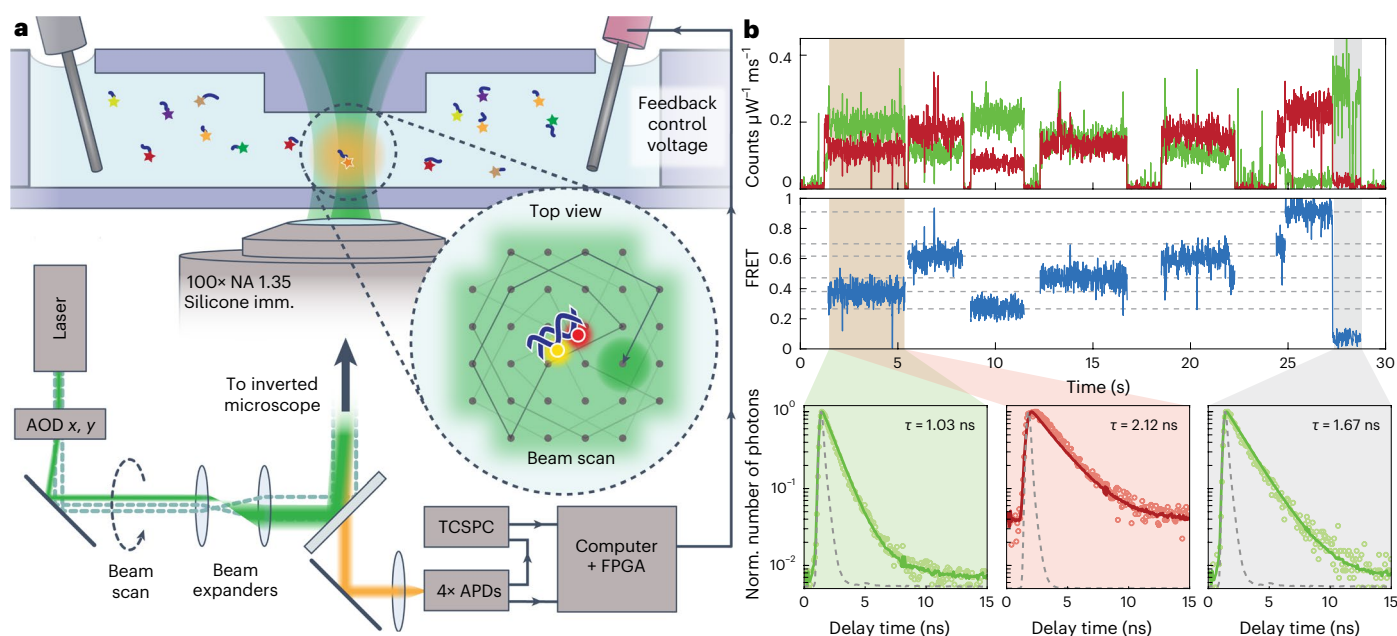 a
Feedback
control
voltage
Top view
100× NA 1.35
Silicone imm.
Laser
To inverted
microscope
AOD x, y
Beam scan
TCSPC
Computer
+ FPGA
4× APDs
Beam
scan
Beam
expanders
b
Counts µW⁻¹ ms⁻¹
0.4
0.2
0
FRET
1
0.8
0.6
0.4
0.2
0
0 5 10 15 20 25 30
Time (s)
Norm. number of photons
10⁰
10⁻¹
10⁻²
τ = 1.03 ns
τ = 2.12 ns
τ = 1.67 ns
0 5 10 15
0 5 10 15
0 5 10 15
Delay time (ns)
Delay time (ns)
Delay time (ns)